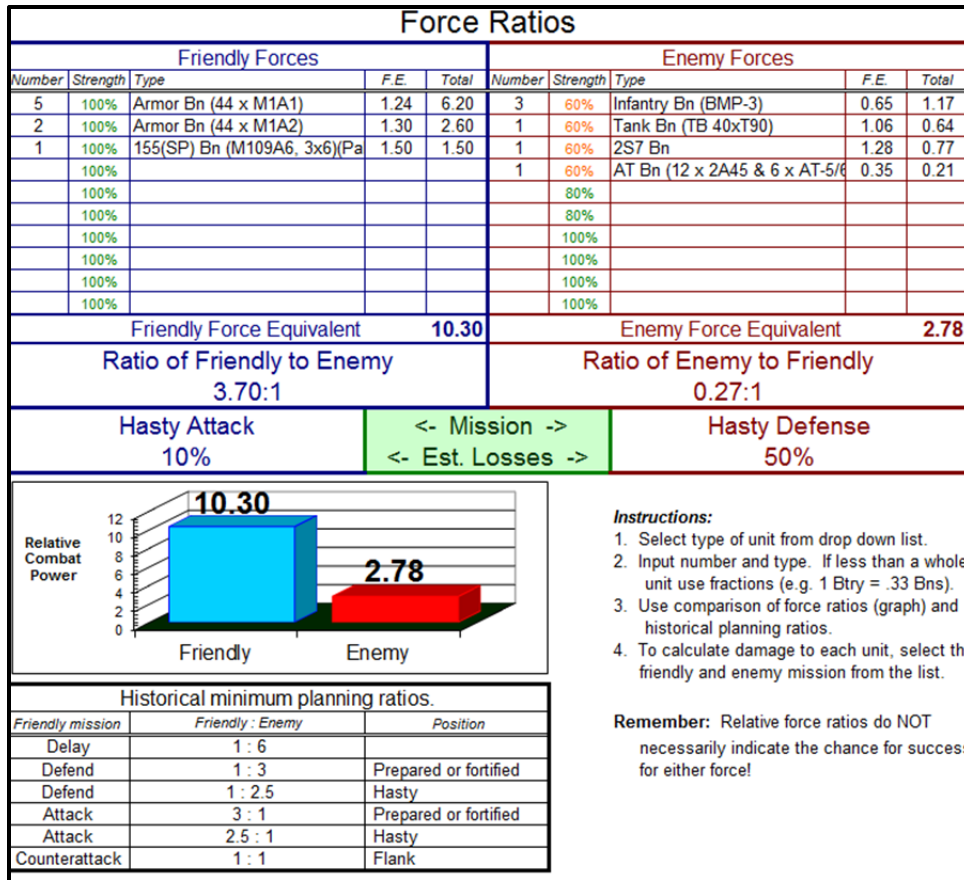 Force Ratios
Friendly Forces
Number Strength Type F.E. Total
5 100% Armor Bn (44 x M1A1) 1.24 6.20
2 100% Armor Bn (44 x M1A2) 1.30 2.60
1 100% 155(SP) Bn (M109A6, 3x6)(Pa 1.50 1.50
100%
100%
100%
100%
100%
100%
100%
Friendly Force Equivalent 10.30
Enemy Forces
Number Strength Type F.E. Total
3 60% Infantry Bn (BMP-3) 0.65 1.17
1 60% Tank Bn (TB 40xT90) 1.06 0.64
1 60% 2S7 Bn 1.28 0.77
1 60% AT Bn (12 x 2A45 & 6 x AT-5/6 0.35 0.21
80%
80%
100%
100%
100%
100%
Enemy Force Equivalent 2.78
Ratio of Friendly to Enemy
3.70:1
Ratio of Enemy to Friendly
0.27:1
Hasty Attack
10%
<- Mission ->
<- Est. Losses ->
Hasty Defense
50%
Relative
Combat
Power
12
10
8
6
4
2
0
10.30
2.78
Friendly
Enemy
Instructions:
1. Select type of unit from drop down list.
2. Input number and type. If less than a whole
unit use fractions (e.g. 1 Btry = .33 Bns).
3. Use comparison of force ratios (graph) and
historical planning ratios.
4. To calculate damage to each unit, select th
friendly and enemy mission from the list.
Remember: Relative force ratios do NOT
necessarily indicate the chance for success
for either force!
Historical minimum planning ratios.
Friendly mission Friendly : Enemy Position
Delay 1 : 6
Defend 1 : 3 Prepared or fortified
Defend 1 : 2.5 Hasty
Attack 3 : 1 Prepared or fortified
Attack 2.5 : 1 Hasty
Counterattack 1 : 1 Flank